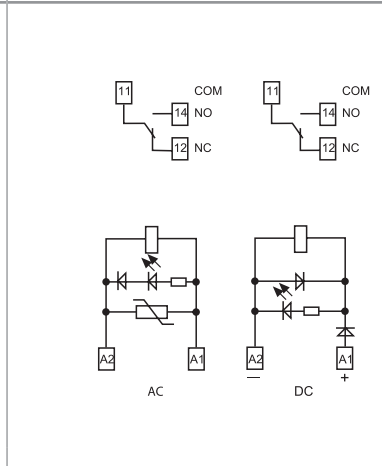 11 COM 11 COM
14 NO 14 NO
12 NC 12 NC
A2 A1 A2 A1
— +
AC DC